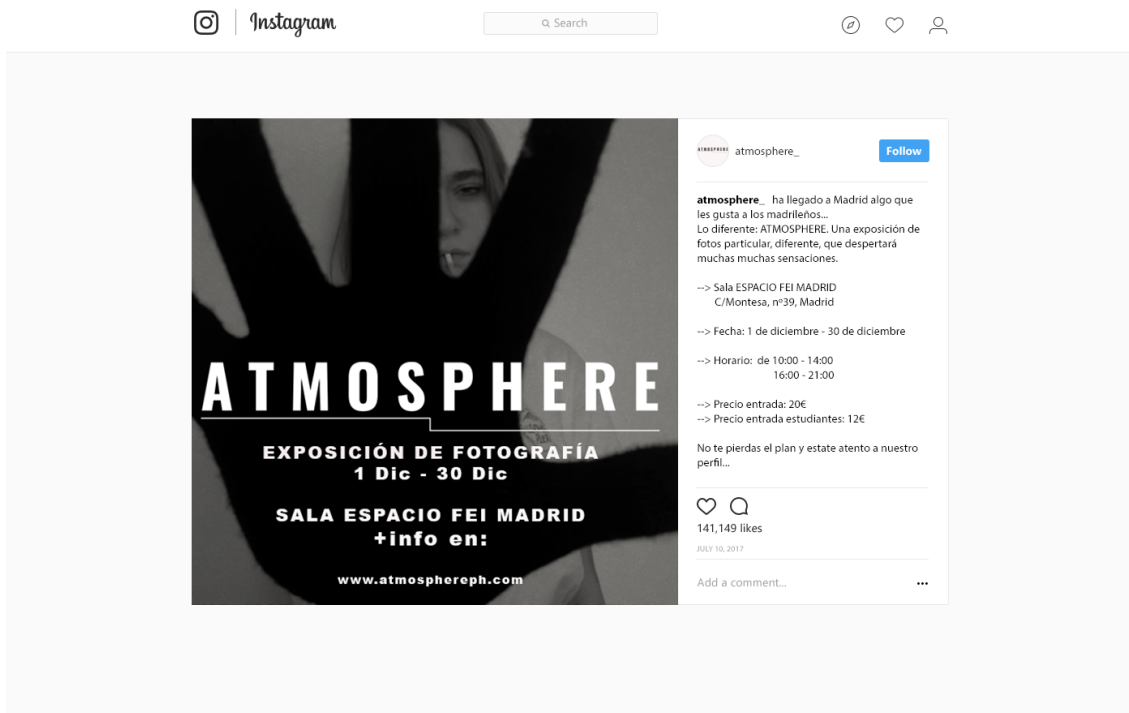 Instagram
Search
ATMOSPHERE
EXPOSICIÓN DE FOTOGRAFÍA
1 Dic - 30 Dic
SALA ESPACIO FEI MADRID
+info en:
www.atmosphereph.com
ATMOSPHERE
atmosphere_
Follow
atmosphere_ ha llegado a Madrid algo que
les gusta a los madrileños...
Lo diferente: ATMOSPHERE. Una exposición de
fotos particular, diferente, que despertará
muchas muchas sensaciones.
--> Sala ESPACIO FEI MADRID
C/Montesa, nº39, Madrid
--> Fecha: 1 de diciembre - 30 de diciembre
--> Horario: de 10:00 - 14:00
16:00 - 21:00
--> Precio entrada: 20€
--> Precio entrada estudiantes: 12€
No te pierdas el plan y estate atento a nuestro
perfil...
141,149 likes
JULY 10, 2017
Add a comment...